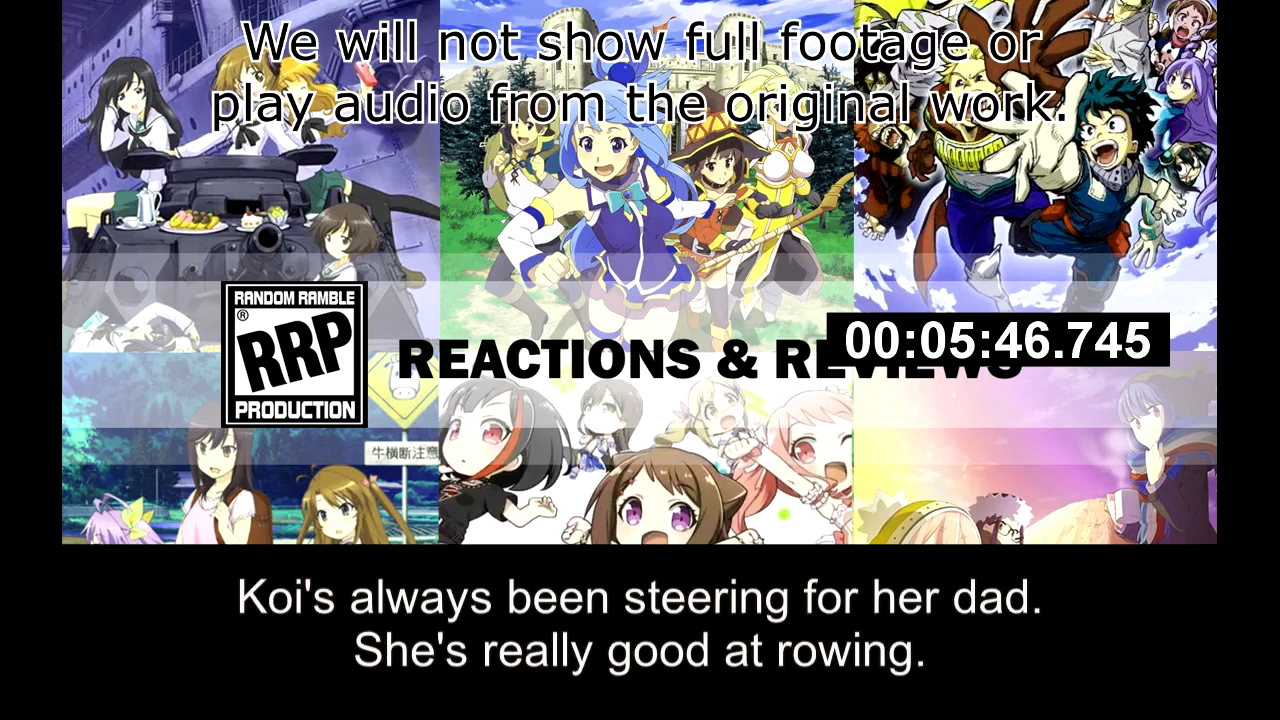 We will not show full footage or
play audio from the original work.
RANDOM RAMBLE
®
RRP
PRODUCTION
REACTIONS & REVIEWS
00:05:46.745
牛横断注意
Koi's always been steering for her dad.
She's really good at rowing.